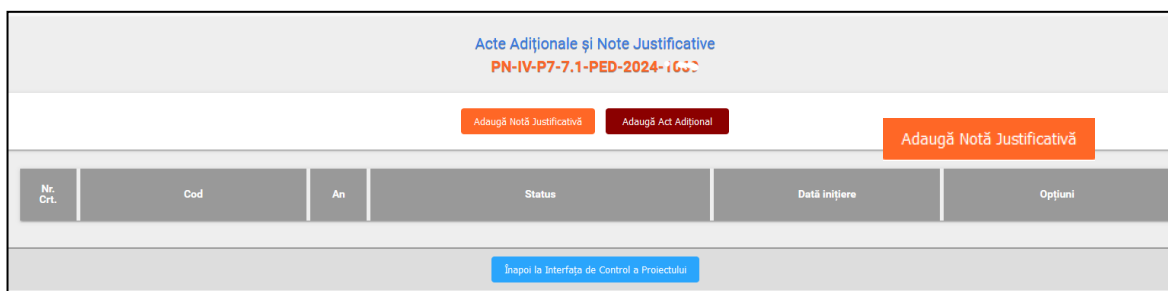 Acte Adiționale și Note Justificative
PN-IV-P7-7.1-PED-2024-
Adaugă Notă Justificativă
Adaugă Act Adițional
Adaugă Notă Justificativă
Nr. Crt.
Cod
An
Status
Dată inițiere
Opțiuni
Înapoi la Interfața de Control a Proiectului